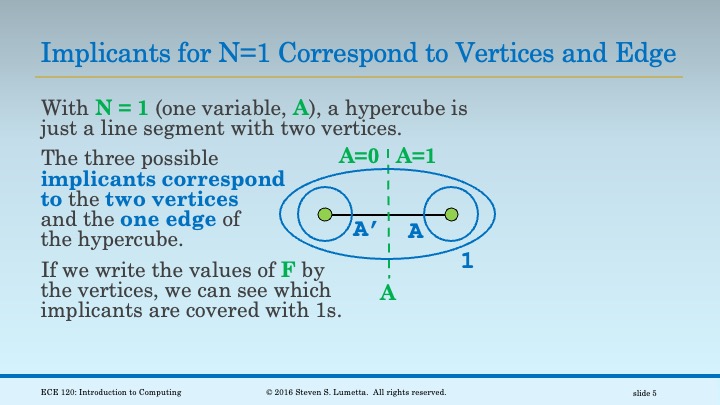 Implicants for N=1 Correspond to Vertices and Edge
With N = 1 (one variable, A), a hypercube is
just a line segment with two vertices.
The three possible
implicants correspond
to the two vertices
and the one edge of
the hypercube.
If we write the values of F by
the vertices, we can see which
implicants are covered with 1s.
A=0 A=1
A’ A
1
A
ECE 120: Introduction to Computing © 2016 Steven S. Lumetta. All rights reserved. slide 5